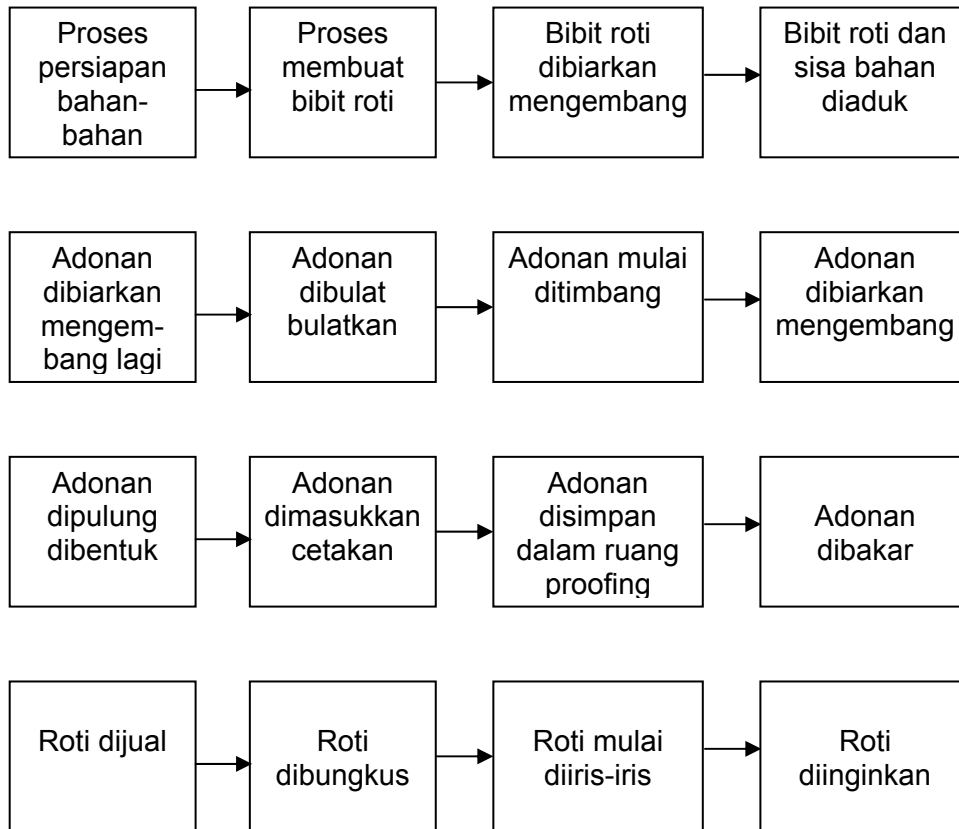 Proses
persiapan
bahan-
bahan
Proses
membuat
bibit roti
Bibit roti
dibiarkan
mengembang
Bibit roti dan
sisa bahan
diaduk
Adonan
dibiarkan
mengem-
bang lagi
Adonan
dibulat
bulatkan
Adonan mulai
ditimbang
Adonan
dibiarkan
mengembang
Adonan
dipulung
dibentuk
Adonan
dimasukkan
cetakan
Adonan
disimpan
dalam ruang
proofing
Adonan
dibakar
Roti dijual
Roti
dibungkus
Roti mulai
diiris-iris
Roti
diinginkan